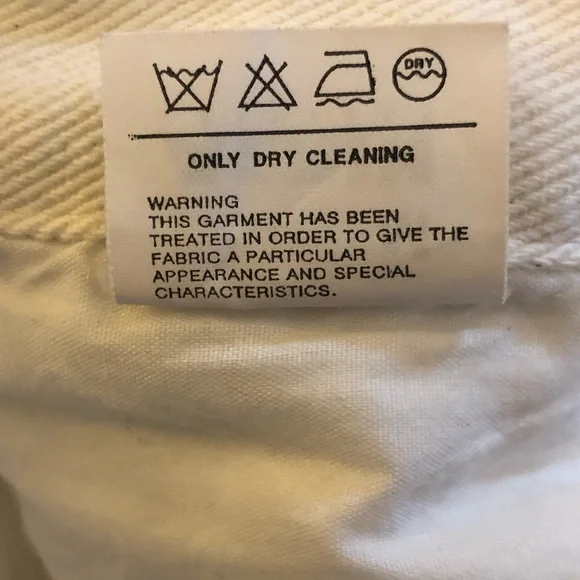 DRY
ONLY DRY CLEANING
WARNING
THIS GARMENT HAS BEEN
TREATED IN ORDER TO GIVE THE
FABRIC A PARTICULAR
APPEARANCE AND SPECIAL
CHARACTERISTICS.